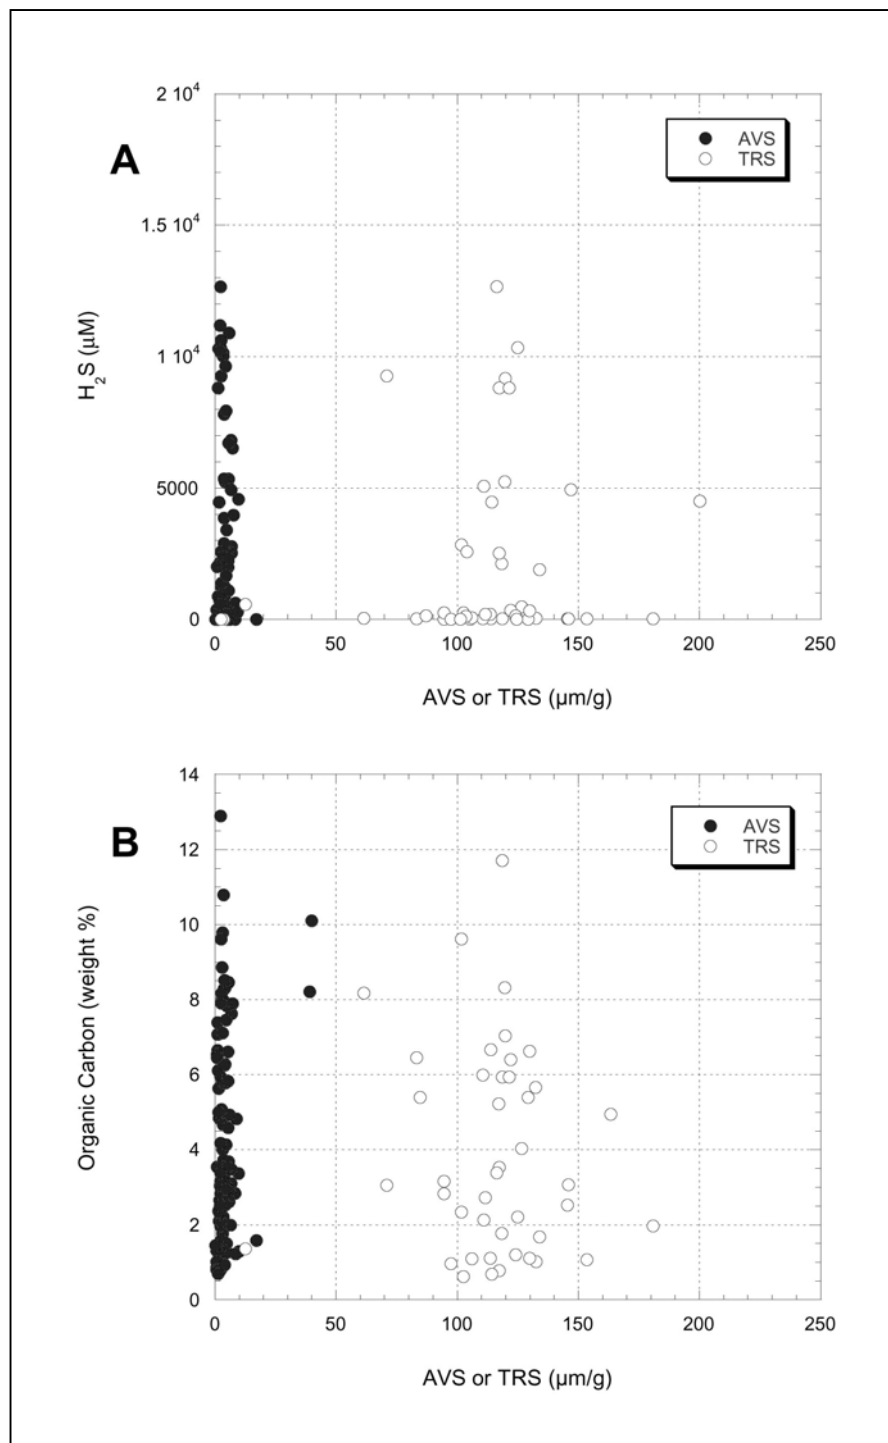 A
2 10⁴
1.5 10⁴
1 10⁴
5000
0
H₂S (µM)
AVS
TRS
0 50 100 150 200 250
AVS or TRS (µm/g)
B
14
12
10
8
6
4
2
0
Organic Carbon (weight %)
AVS
TRS
0 50 100 150 200 250
AVS or TRS (µm/g)